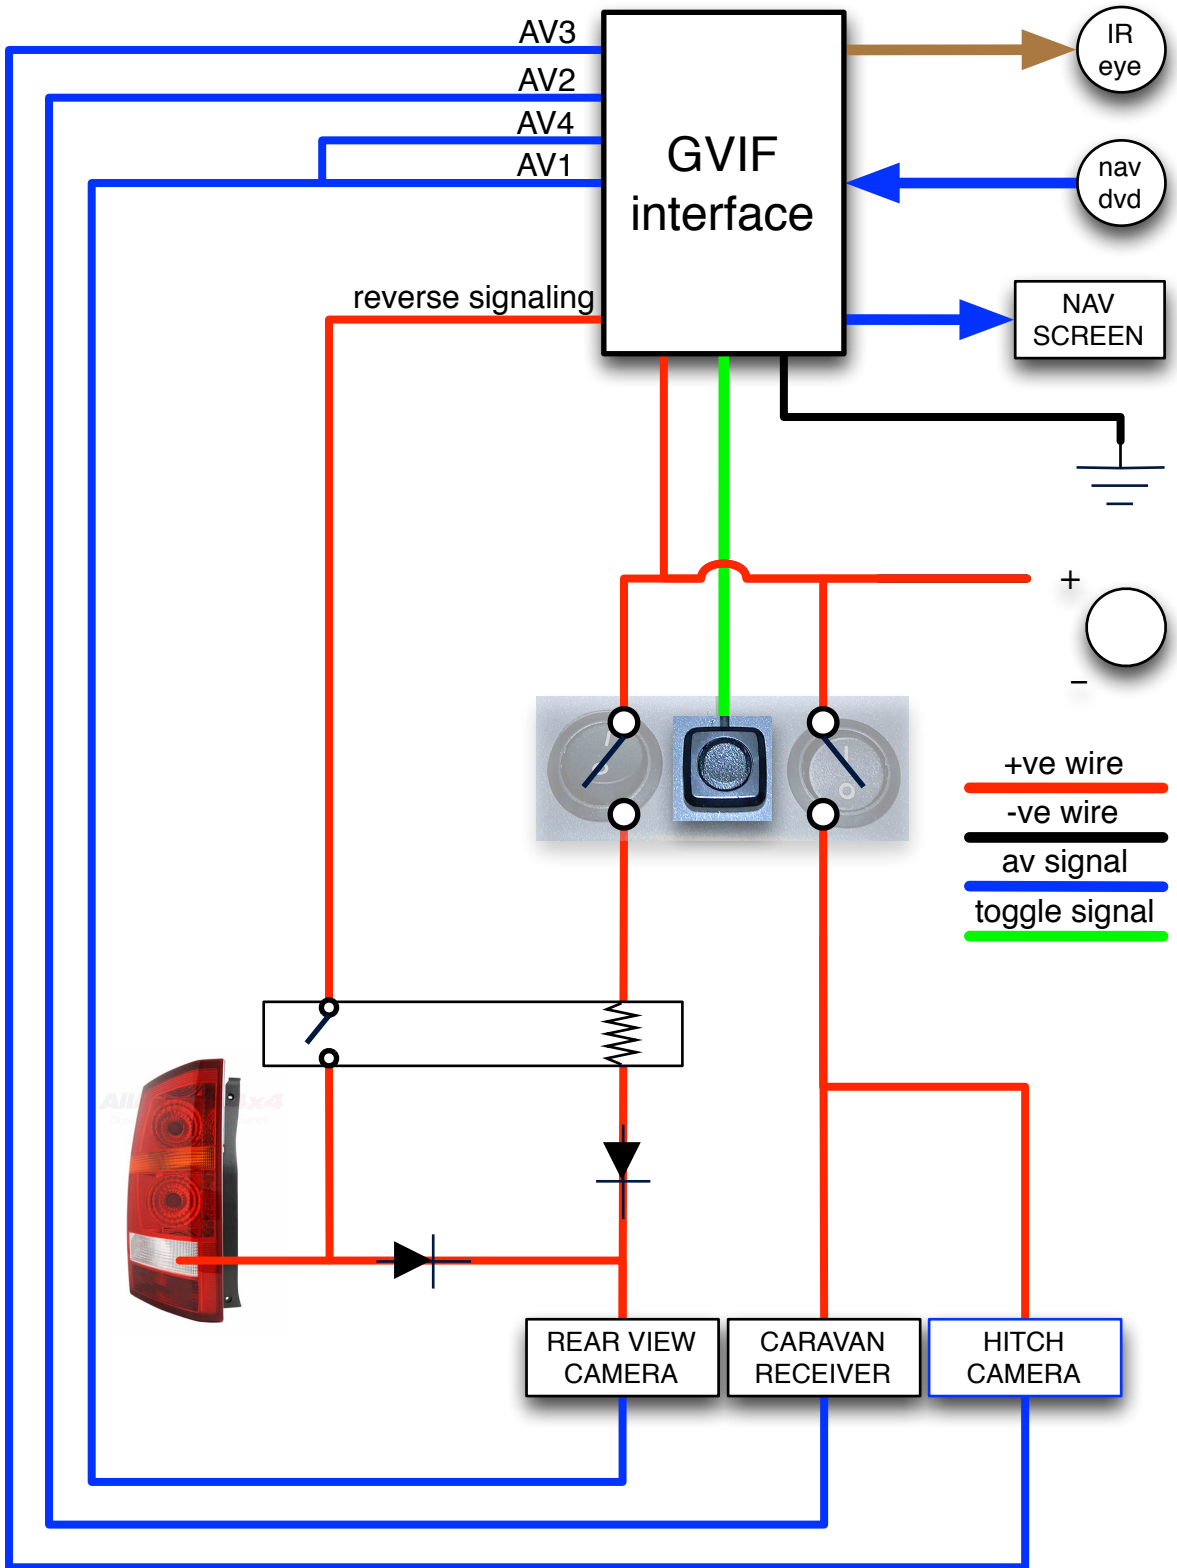 AV3
AV2
AV4
AV1
GVIF
interface
IR
eye
nav
dvd
reverse signaling
NAV
SCREEN
+
−
+ve wire
-ve wire
av signal
toggle signal
REAR VIEW
CAMERA
CARAVAN
RECEIVER
HITCH
CAMERA